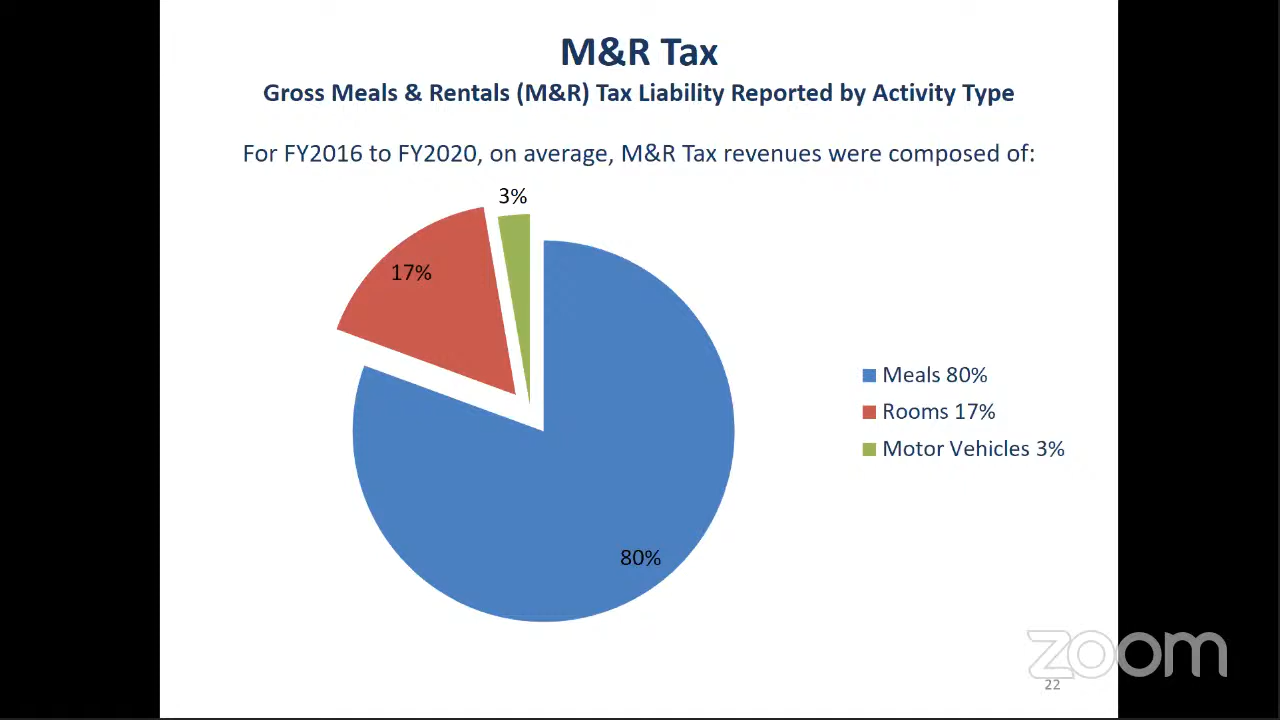 M&R Tax
Gross Meals & Rentals (M&R) Tax Liability Reported by Activity Type
For FY2016 to FY2020, on average, M&R Tax revenues were composed of:
3%
17%
80%
Meals 80%
Rooms 17%
Motor Vehicles 3%
zoom
22